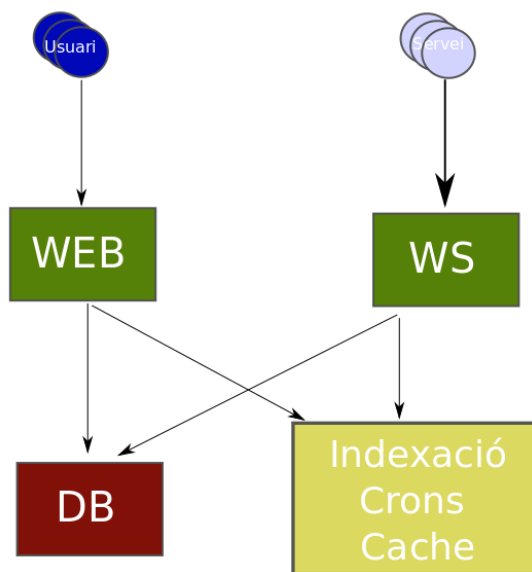 Usuari
Servei
WEB
WS
DB
Indexació
Crons
Cache